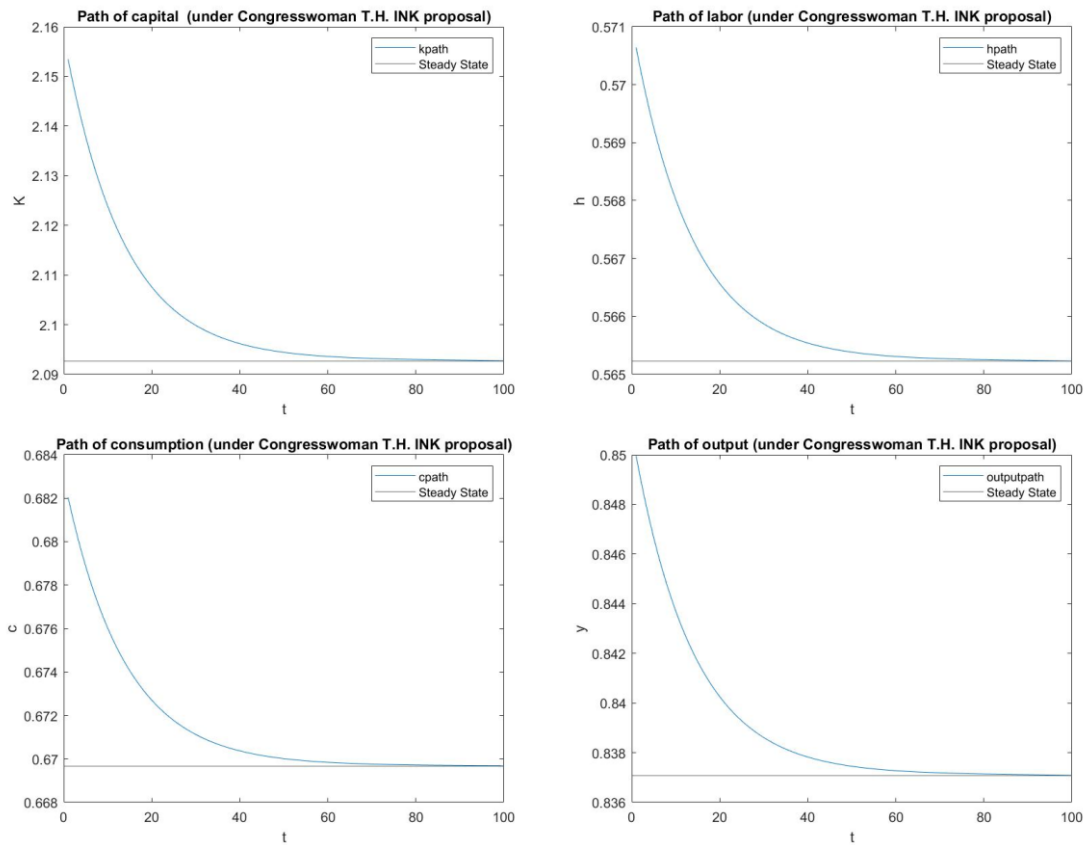 Path of capital (under Congresswoman T.H. INK proposal)
2.16
2.15
2.14
2.13
2.12
2.11
2.1
2.09
K
0 20 40 60 80 100
t
kpath
Steady State
Path of labor (under Congresswoman T.H. INK proposal)
0.571
0.57
0.569
0.568
0.567
0.566
0.565
h
0 20 40 60 80 100
t
hpath
Steady State
Path of consumption (under Congresswoman T.H. INK proposal)
0.684
0.682
0.68
0.678
0.676
0.674
0.672
0.67
0.668
c
0 20 40 60 80 100
t
cpath
Steady State
Path of output (under Congresswoman T.H. INK proposal)
0.85
0.848
0.846
0.844
0.842
0.84
0.838
0.836
y
0 20 40 60 80 100
t
outputpath
Steady State